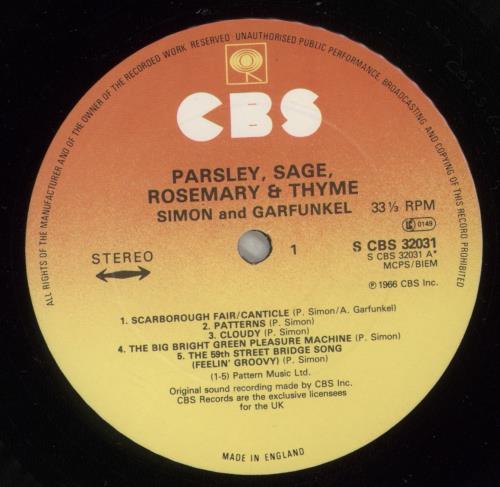 ALL RIGHTS OF THE MANUFACTURER AND OF THE OWNER OF THE RECORDED WORK RESERVED · UNAUTHORISED PUBLIC PERFORMANCE, BROADCASTING AND COPYING OF THIS RECORD PROHIBITED
CBS
PARSLEY, SAGE,
ROSEMARY & THYME
SIMON and GARFUNKEL
33 ⅓ RPM
LC 0149
STEREO
1
S CBS 32031
S CBS 32031 A*
MCPS/BIEM
℗ 1966 CBS Inc.
1. SCARBOROUGH FAIR/CANTICLE (P. Simon/A. Garfunkel)
2. PATTERNS (P. Simon)
3. CLOUDY (P. Simon)
4. THE BIG BRIGHT GREEN PLEASURE MACHINE (P. Simon)
5. THE 59th STREET BRIDGE SONG
(FEELIN' GROOVY) (P. Simon)
(1-5) Pattern Music Ltd.
Original sound recording made by CBS Inc.
CBS Records are the exclusive licensees
for the UK
MADE IN ENGLAND